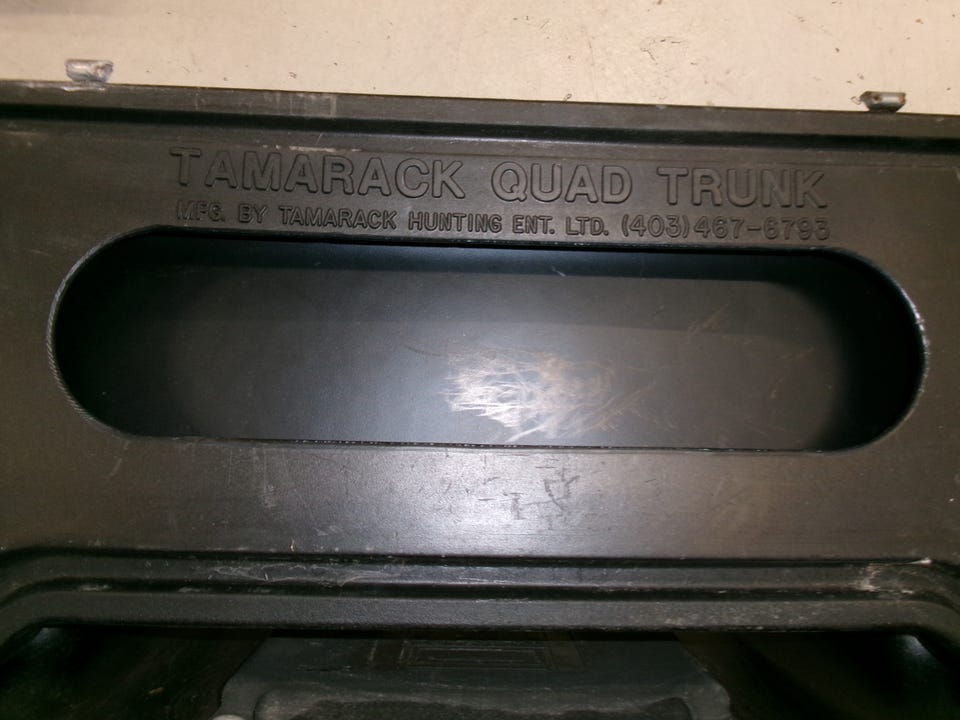 TAMARACK QUAD TRUNK
MFG. BY TAMARACK HUNTING ENT. LTD. (403)467-6793